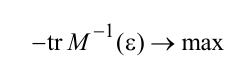 −tr M⁻¹(ε) → max